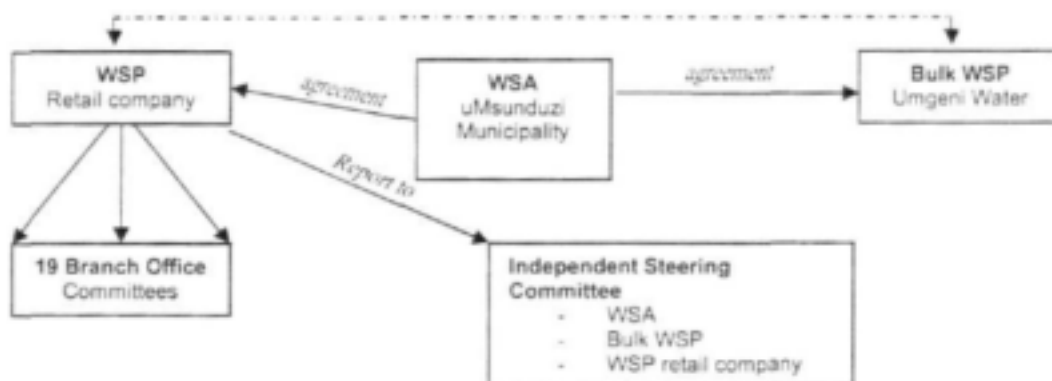 WSP
Retail company
agreement
WSA
uMsunduzi
Municipality
agreement
Bulk WSP
Umgeni Water
Report to
19 Branch Office
Committees
Independent Steering
Committee
- WSA
- Bulk WSP
- WSP retail company